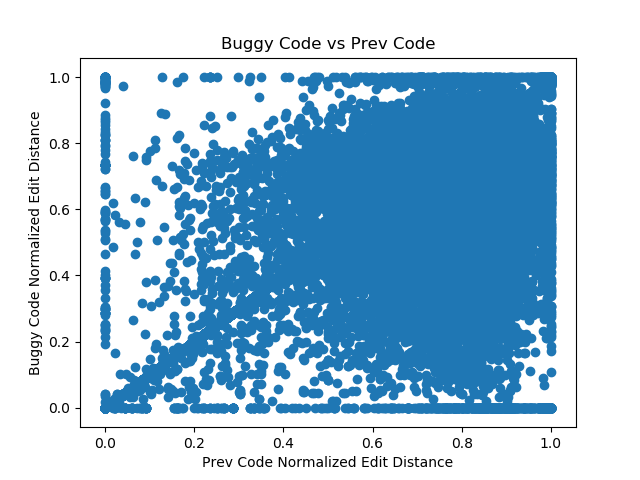 Buggy Code vs Prev Code
1.0
0.8
0.6
0.4
0.2
0.0
Buggy Code Normalized Edit Distance
0.0 0.2 0.4 0.6 0.8 1.0
Prev Code Normalized Edit Distance